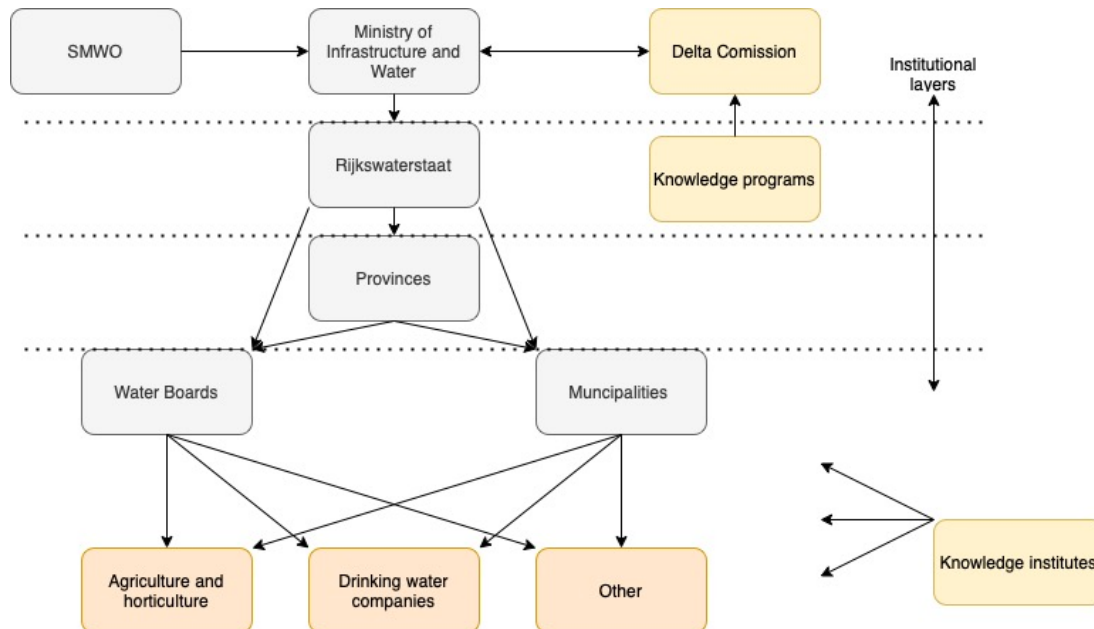 SMWO
Ministry of
Infrastructure and
Water
Delta Comission
Institutional
layers
Rijkswaterstaat
Knowledge programs
Provinces
Water Boards
Muncipalities
Agriculture and
horticulture
Drinking water
companies
Other
Knowledge institutes